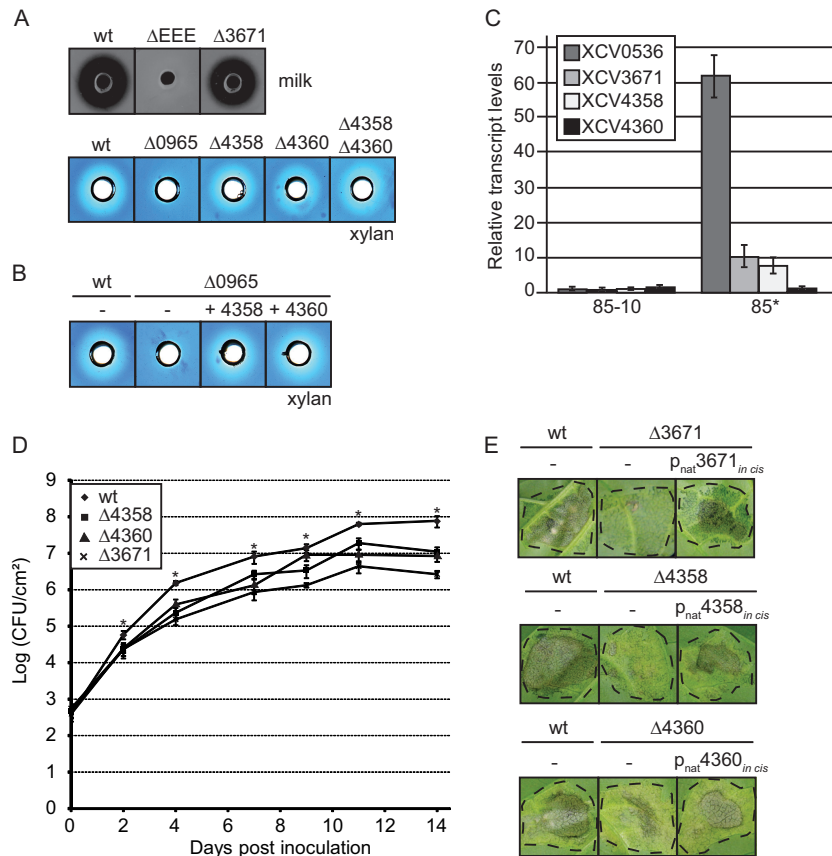 A
wt ΔEEE Δ3671
milk
wt Δ0965 Δ4358 Δ4360 Δ4358 Δ4360
xylan
B
wt Δ0965
- - + 4358 + 4360
xylan
C
Relative transcript levels
70
60
50
40
30
20
10
0
XCV0536
XCV3671
XCV4358
XCV4360
85-10 85*
D
Log (CFU/cm²)
9
8
7
6
5
4
3
2
1
0
wt
Δ4358
Δ4360
Δ3671
* * * * * *
0 2 4 6 8 10 12 14
Days post inoculation
E
wt Δ3671
- - pnat3671in cis
wt Δ4358
- - pnat4358in cis
wt Δ4360
- - pnat4360in cis